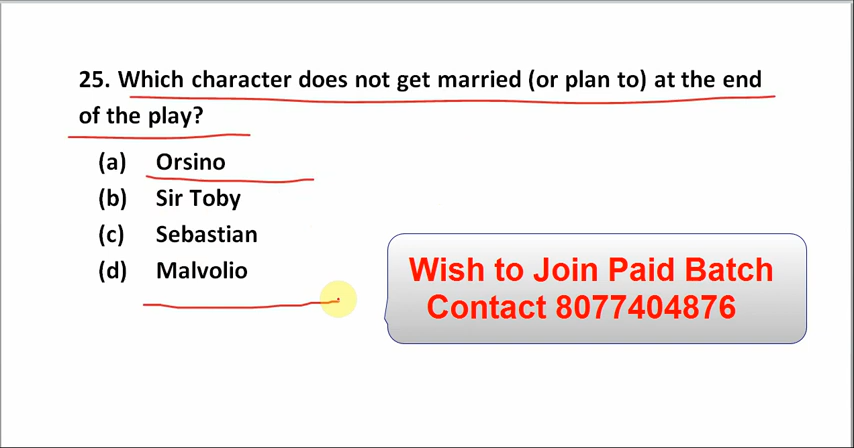 25. Which character does not get married (or plan to) at the end
of the play?
(a) Orsino
(b) Sir Toby
(c) Sebastian
(d) Malvolio
Wish to Join Paid Batch
Contact 8077404876